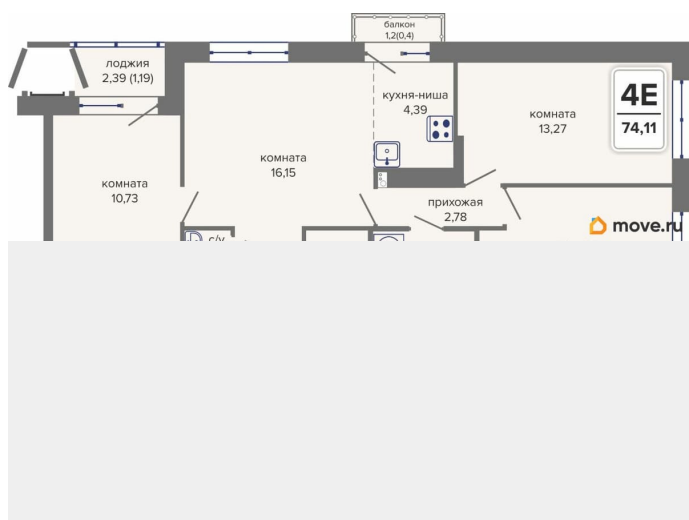 балкон
1,2(0,4)
лоджия
2,39 (1,19)
кухня-ниша
4,39
4Е
74,11
комната
13,27
комната
16,15
комната
10,73
прихожая
2,78
move.ru
с/у